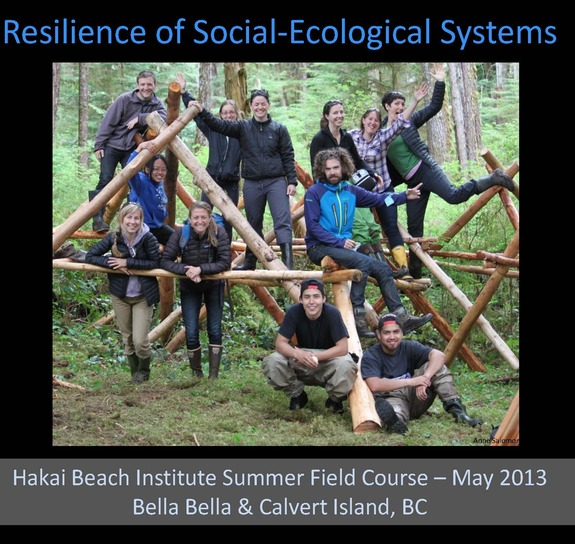 Resilience of Social-Ecological Systems
Anne Salomon
Hakai Beach Institute Summer Field Course – May 2013
Bella Bella & Calvert Island, BC